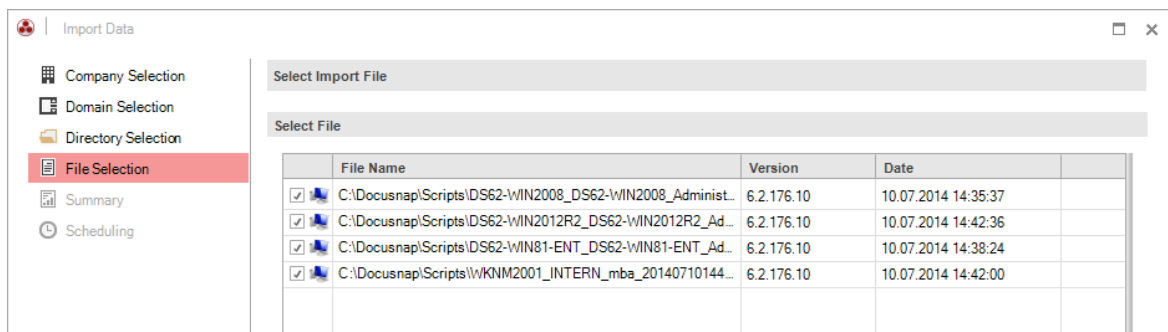 Import Data
Company Selection
Domain Selection
Directory Selection
File Selection
Summary
Scheduling
Select Import File
Select File
File Name Version Date
C:\Docusnap\Scripts\DS62-WIN2008_DS62-WIN2008_Administ... 6.2.176.10 10.07.2014 14:35:37
C:\Docusnap\Scripts\DS62-WIN2012R2_DS62-WIN2012R2_Ad... 6.2.176.10 10.07.2014 14:42:36
C:\Docusnap\Scripts\DS62-WIN81-ENT_DS62-WIN81-ENT_Ad... 6.2.176.10 10.07.2014 14:38:24
C:\Docusnap\Scripts\WKNM2001_INTERN_mba_20140710144... 6.2.176.10 10.07.2014 14:42:00